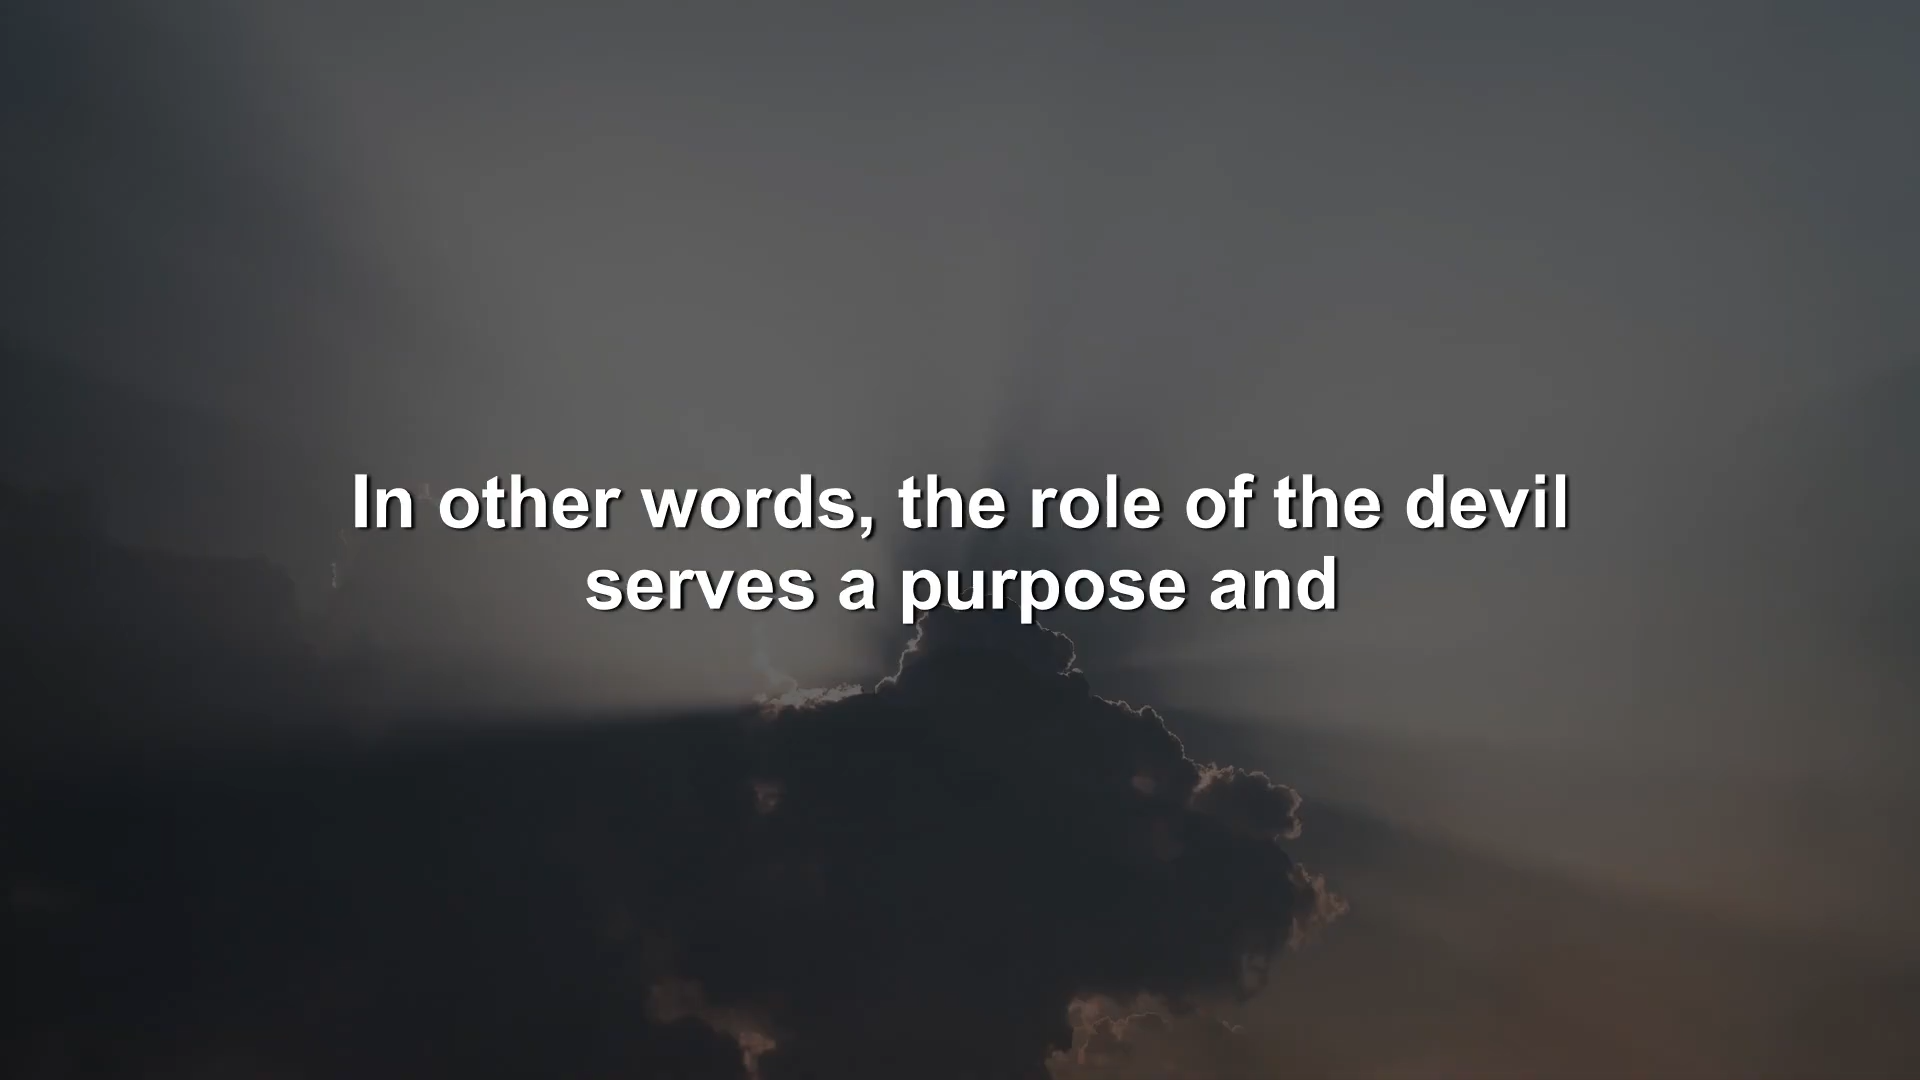 In other words, the role of the devil
serves a purpose and